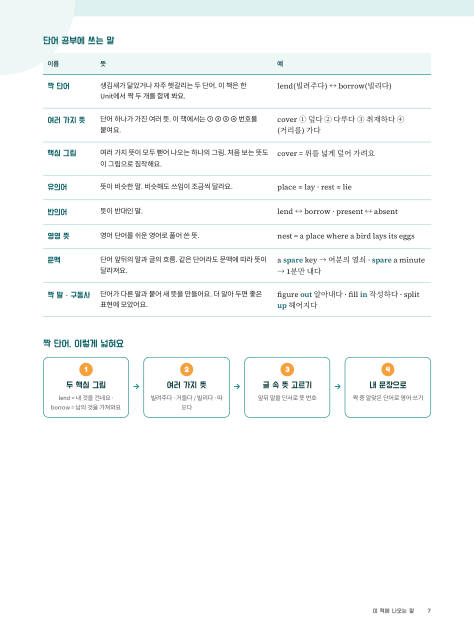 단어 공부에 쓰는 말
이름 뜻 예
짝 단어 생김새가 닮았거나 자주 헷갈리는 두 단어. 이 책은 한 lend(빌려주다) ↔ borrow(빌리다)
Unit에서 짝 두 개를 함께 봐요.
여러 가지 뜻 단어 하나가 가진 여러 뜻. 이 책에서는 ① ② ③ ④ 번호를 cover ① 덮다 ② 다루다 ③ 취재하다 ④
붙여요. (거리를) 가다
핵심 그림 여러 가지 뜻이 모두 뻗어 나오는 하나의 그림. 처음 보는 뜻도 cover = 위를 넓게 덮어 가려요
이 그림으로 짐작해요.
유의어 뜻이 비슷한 말. 비슷해도 쓰임이 조금씩 달라요. place = lay · rest = lie
반의어 뜻이 반대인 말. lend ↔ borrow · present ↔ absent
영영 뜻 영어 단어를 쉬운 영어로 풀어 쓴 뜻. nest = a place where a bird lays its eggs
문맥 단어 앞뒤의 말과 글의 흐름. 같은 단어라도 문맥에 따라 뜻이 a spare key → 여분의 열쇠 · spare a minute
달라져요. → 1분만 내다
짝 말 · 구동사 단어가 다른 말과 붙어 새 뜻을 만들어요. 더 알아 두면 좋은 figure out 알아내다 · fill in 작성하다 · split
표현에 모았어요. up 헤어지다
짝 단어, 이렇게 넓혀요
1 2 3 4
두 핵심 그림 → 여러 가지 뜻 → 글 속 뜻 고르기 → 내 문장으로
lend = 내 것을 건네요 · 빌려주다 · 거들다 / 빌리다 · 따 앞뒤 말을 단서로 뜻 번호 짝 중 알맞은 단어로 영어 쓰기
borrow = 남의 것을 가져와요 오다
이 책에 나오는 말 7